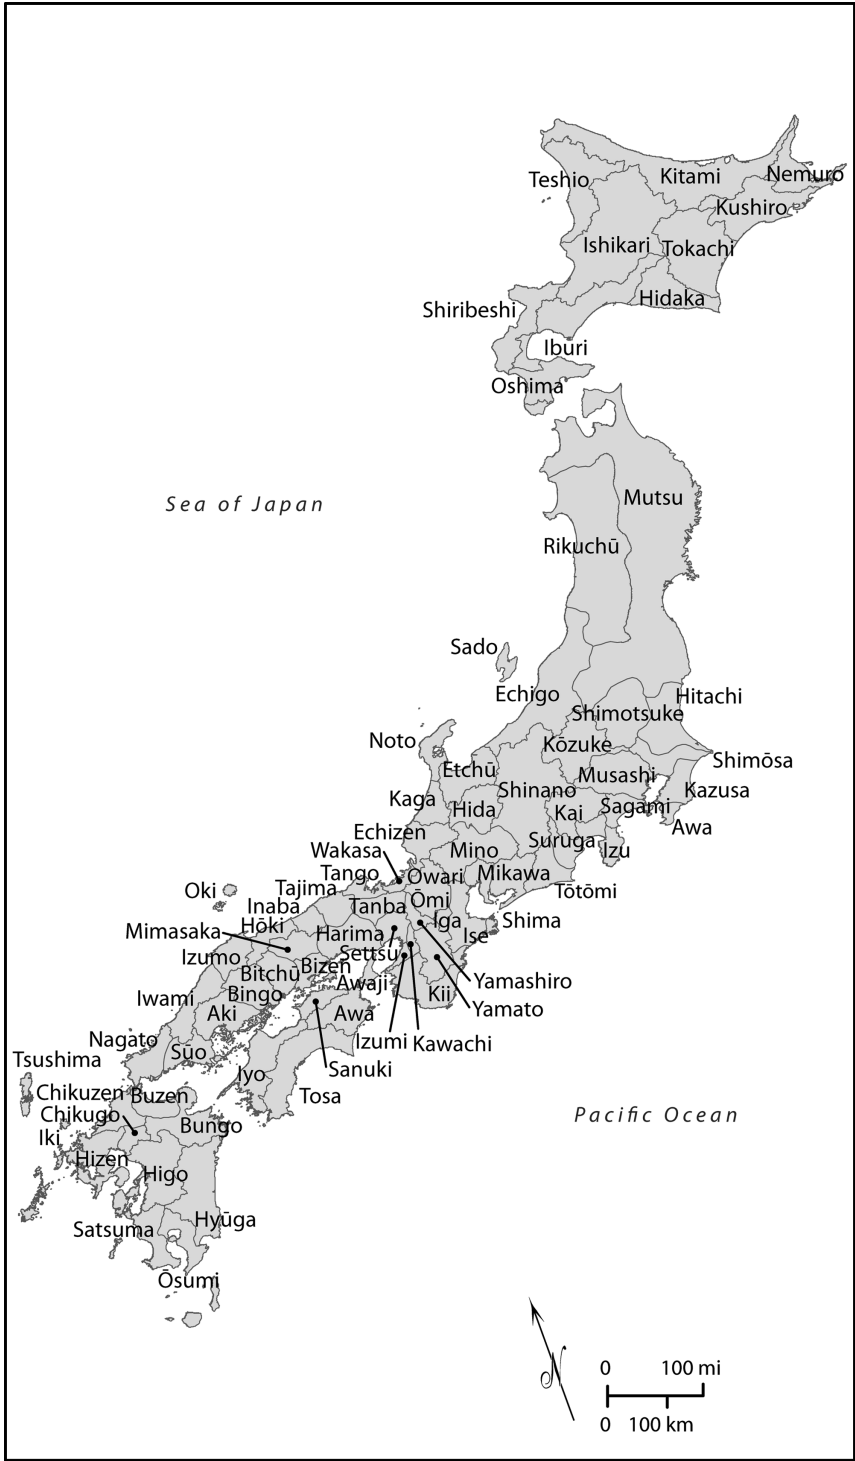 Teshio
Kitami
Nemuro
Kushiro
Ishikari
Tokachi
Hidaka
Shiribeshi
Iburi
Oshima
Sea of Japan
Mutsu
Rikuchū
Sado
Echigo
Hitachi
Shimotsuke
Noto
Kōzuke
Shimōsa
Etchū
Musashi
Shinano
Kazusa
Kaga
Hida
Kai
Sagami
Awa
Echizen
Suruga
Wakasa
Mino
Izu
Tango
Owari
Mikawa
Tōtōmi
Oki
Tajima
Ōmi
Inaba
Tanba
Iga
Shima
Hōki
Mimasaka
Harima
Ise
Settsu
Izumo
Bizen
Bitchū
Awaji
Yamashiro
Iwami
Bingo
Kii
Yamato
Aki
Awa
Nagato
Izumi
Kawachi
Sūo
Tsushima
Sanuki
Iyo
Chikuzen
Buzen
Tosa
Chikugo
Pacific Ocean
Bungo
Iki
Hizen
Higo
Hyūga
Satsuma
Ōsumi
N
0 100 mi
0 100 km